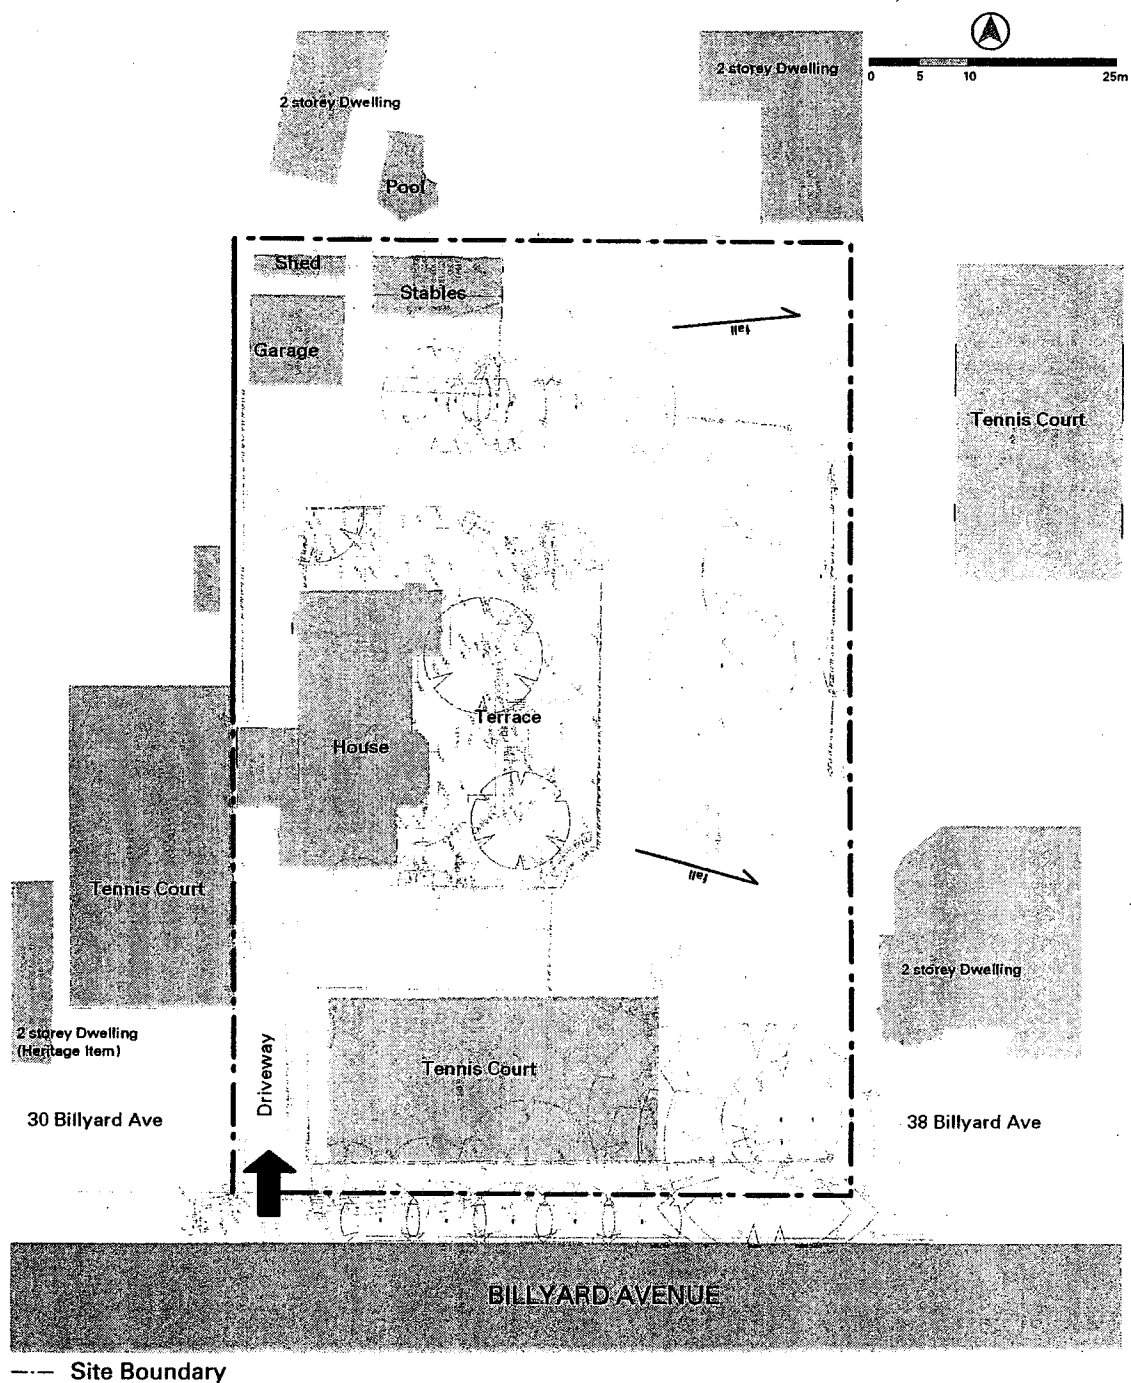 0 5 10 25m
2 storey Dwelling
2 storey Dwelling
Pool
Shed
Stables
fall
Garage
Tennis Court
Terrace
House
fall
Tennis Court
2 storey Dwelling
2 storey Dwelling
(Heritage Item)
Driveway
Tennis Court
30 Billyard Ave
38 Billyard Ave
BILLYARD AVENUE
Site Boundary